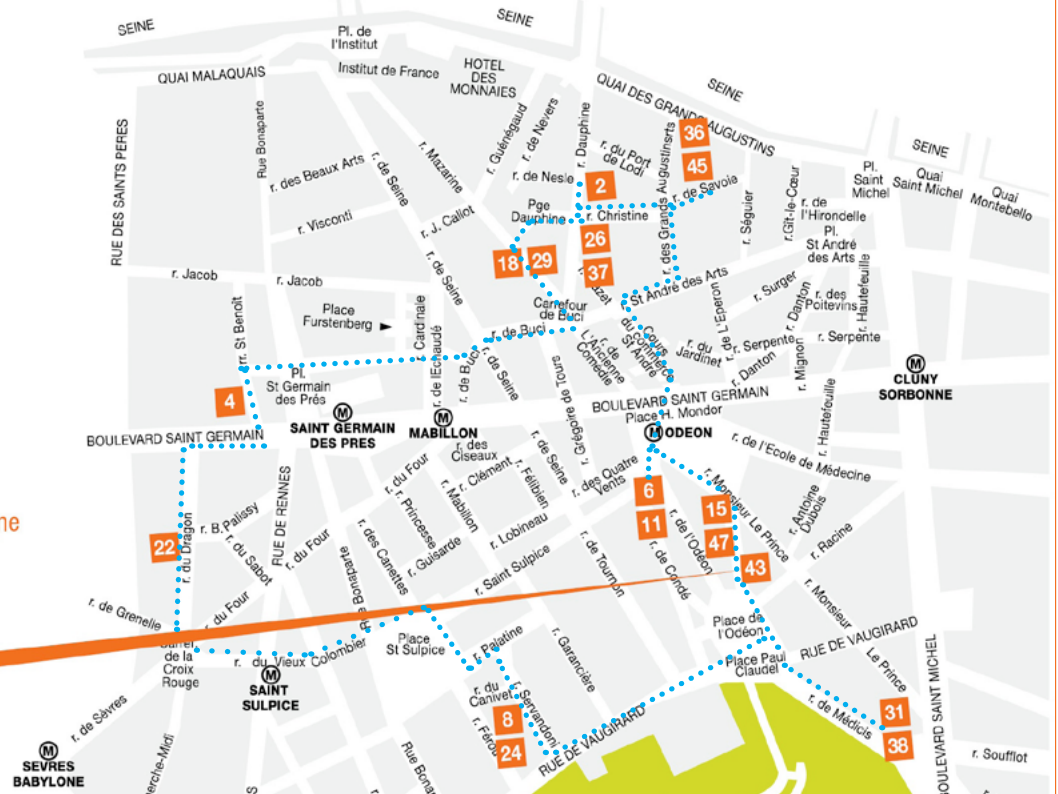 SEINE
SEINE
Pl. de
l'Institut
QUAI MALAQUAIS
Institut de France
HOTEL
DES
MONNAIES
QUAI DES GRANDS AUGUSTINS
SEINE
SEINE
RUE DES SAINTS PERES
Rue Bonaparte
r. des Beaux Arts
r. de Seine
r. Mazarine
r. Guénégaud
r. de Nevers
r. Dauphine
r. du Port
de Lodi
r. de Nesle
r. des Grands Augustinsrts
36
45
2
r. de Savoie
Pl.
Saint
Michel
Quai
Saint Michel
Quai
Montebello
r. Visconti
r. J. Callot
Pge
Dauphine
r. Christine
r. Séguier
r.Gît-le-Cœur
r. de
l'Hirondelle
Pl.
St André
des Arts
26
37
18
29
r. Jacob
r. Jacob
r. de Seine
St André des Arts
r. Surger
r. Danton
r. des
Poitevins
r. Hautefeuille
rr. St Benoît
Place
Furstenberg
r. Cardinale
r. de lEchaudé
Carrefour
de Buci
r. de Buci
r. de Buci
r. de Seine
r. de
L'Ancienne
Comédie
Cours
du commerce
St André
r. du
Jardinet
r. de L'Eperon
r. Serpente
r. Serpente
r. Danton
r. Mignon
CLUNY
SORBONNE
4
Pl.
St Germain
des Prés
M
SAINT GERMAIN
DES PRES
M
MABILLON
r. Grégoire de Tours
BOULEVARD SAINT GERMAIN
Place H. Mondor
M
ODEON
M
r. Hautefeuille
BOULEVARD SAINT GERMAIN
r. des
Ciseaux
r. de Seine
r. des Quatre
Vents
r. de l'Ecole de Médecine
r. du Four
r. Clément
r. Félibien
r. Mabillon
r. Princesse
r. Lobineau
r. Guisarde
r. des Canettes
6
11
15
47
43
r. de l'Odéon
r. Monsieur Le Prince
r. Antoine
Dubois
r. Racine
RUE DE RENNES
r. B.Palissy
r. du Sabot
22
r. du Dragon
r. du Four
ne
r. Saint Sulpice
r. de Tournon
r. de Condé
r. Monsieur
Le Prince
r. de Grenelle
r. du Four
de la
Croix
Rouge
r. du Vieux Colombier
M
SAINT
SULPICE
Place
St Sulpice
r. Palatine
r. Garancière
Place de
l'Odéon
Place Paul
Claudel
RUE DE VAUGIRARD
r. du
Canivet
r. Servandoni
8
24
RUE DE VAUGIRARD
r. de Médicis
31
38
BOULEVARD SAINT MICHEL
r. Soufflot
r. de Sèvres
M
SEVRES
BABYLONE
erche-Midi
Rue Bonap